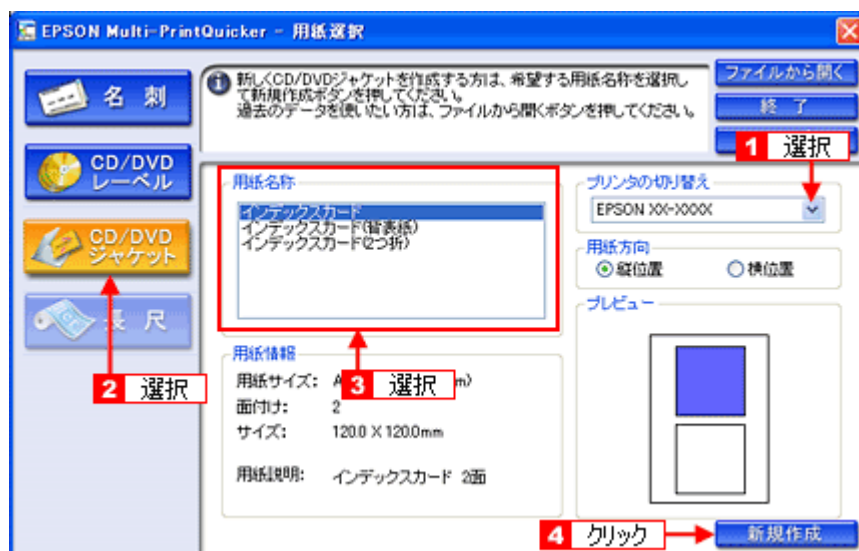 EPSON Multi-PrintQuicker - 用紙選択
名刺
CD/DVD
レーベル
CD/DVD
ジャケット
長尺
2 選択
新しくCD/DVDジャケットを作成する方は、希望する用紙名称を選択し
て新規作成ボタンを押してください。
過去のデータを使いたい方は、ファイルから開くボタンを押してください。
ファイルから開く
終了
1 選択
用紙名称
インデックスカード
インデックスカード(背表紙)
インデックスカード(2つ折)
プリンタの切り替え
EPSON XX-XXXX
用紙方向
縦位置 横位置
プレビュー
用紙情報
用紙サイズ: A
3 選択
面付け: 2
サイズ: 120.0 X 120.0mm
用紙説明: インデックスカード 2面
4 クリック
新規作成